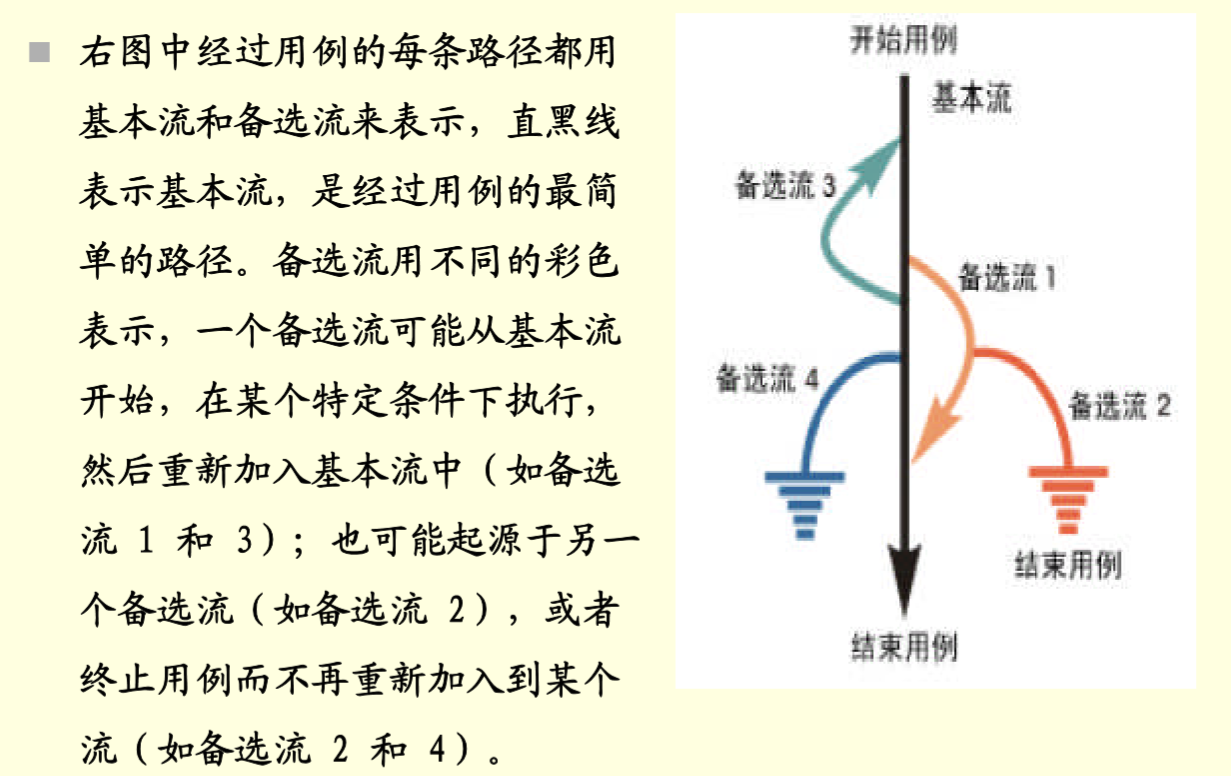 右图中经过用例的每条路径都用
基本流和备选流来表示，直黑线
表示基本流，是经过用例的最简
单的路径。备选流用不同的彩色
表示，一个备选流可能从基本流
开始，在某个特定条件下执行，
然后重新加入基本流中（如备选
流 1 和 3）；也可能起源于另一
个备选流（如备选流 2），或者
终止用例而不再重新加入到某个
流（如备选流 2 和 4）。
开始用例
基本流
备选流 3
备选流 1
备选流 4
备选流 2
结束用例
结束用例